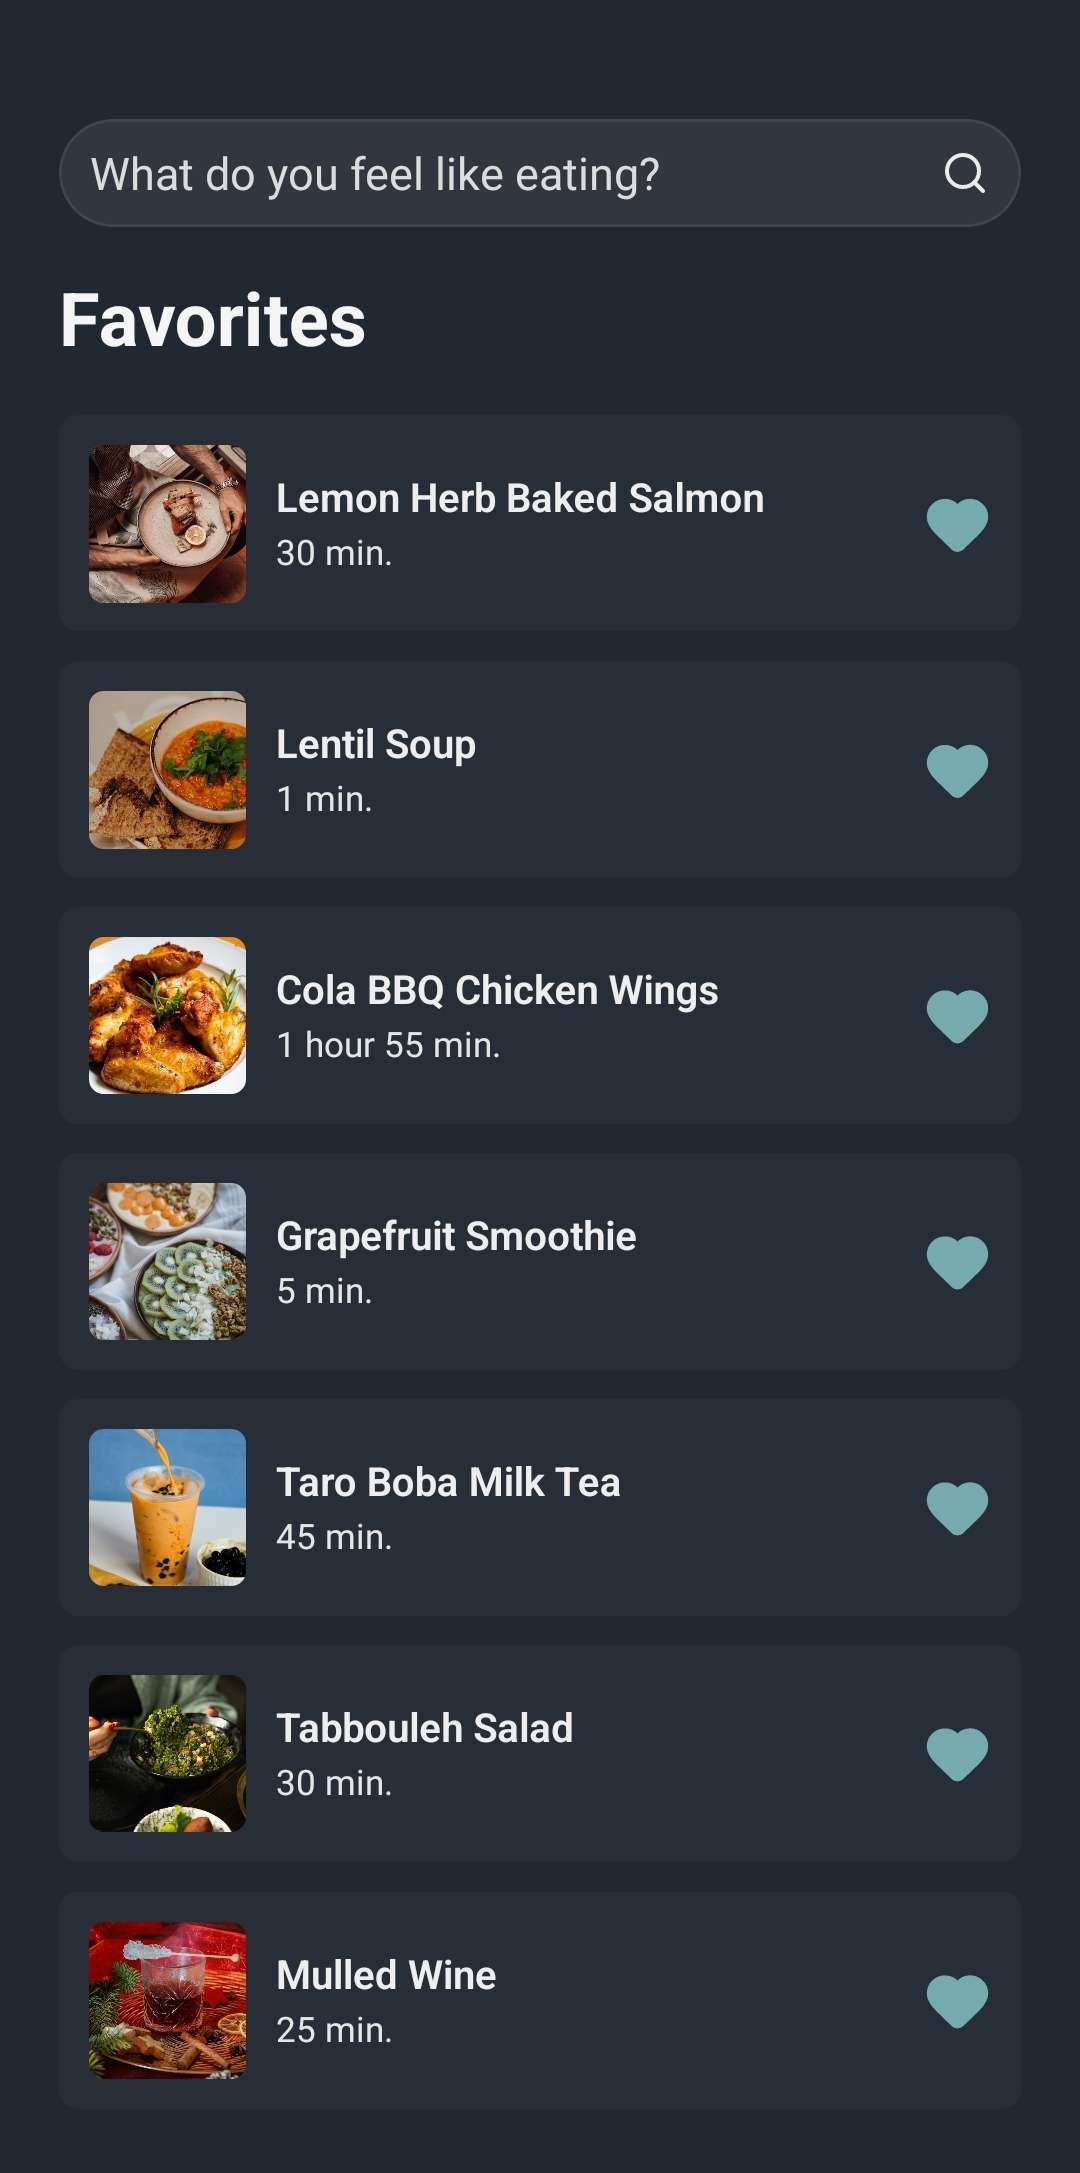 What do you feel like eating?
Favorites
Lemon Herb Baked Salmon
30 min.
Lentil Soup
1 min.
Cola BBQ Chicken Wings
1 hour 55 min.
Grapefruit Smoothie
5 min.
Taro Boba Milk Tea
45 min.
Tabbouleh Salad
30 min.
Mulled Wine
25 min.